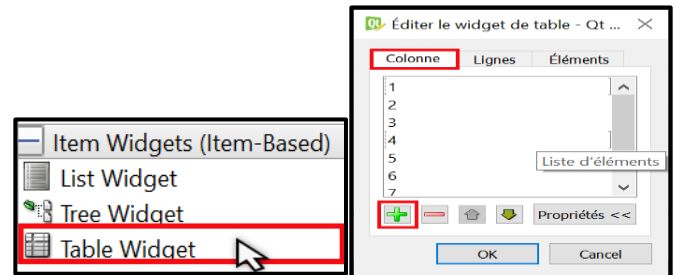 Item Widgets (Item-Based)
List Widget
Tree Widget
Table Widget
Éditer le widget de table - Qt ...
Colonne Lignes Éléments
1
2
3
4
5
6
7
Liste d'éléments
Propriétés <<
OK Cancel